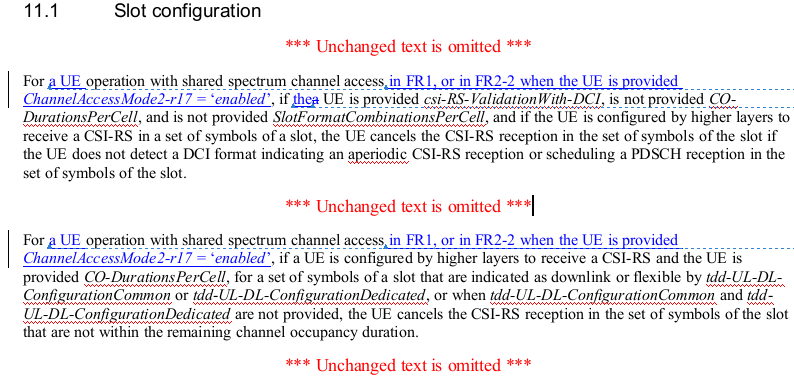 11.1 Slot configuration
*** Unchanged text is omitted ***
For a UE operation with shared spectrum channel access in FR1, or in FR2-2 when the UE is provided
ChannelAccessMode2-r17 = ‘enabled’, if the a UE is provided csi-RS-ValidationWith-DCI, is not provided CO-
DurationsPerCell, and is not provided SlotFormatCombinationsPerCell, and if the UE is configured by higher layers to
receive a CSI-RS in a set of symbols of a slot, the UE cancels the CSI-RS reception in the set of symbols of the slot if
the UE does not detect a DCI format indicating an aperiodic CSI-RS reception or scheduling a PDSCH reception in the
set of symbols of the slot.
*** Unchanged text is omitted ***
For a UE operation with shared spectrum channel access in FR1, or in FR2-2 when the UE is provided
ChannelAccessMode2-r17 = ‘enabled’, if a UE is configured by higher layers to receive a CSI-RS and the UE is
provided CO-DurationsPerCell, for a set of symbols of a slot that are indicated as downlink or flexible by tdd-UL-DL-
ConfigurationCommon or tdd-UL-DL-ConfigurationDedicated, or when tdd-UL-DL-ConfigurationCommon and tdd-
UL-DL-ConfigurationDedicated are not provided, the UE cancels the CSI-RS reception in the set of symbols of the slot
that are not within the remaining channel occupancy duration.
*** Unchanged text is omitted ***